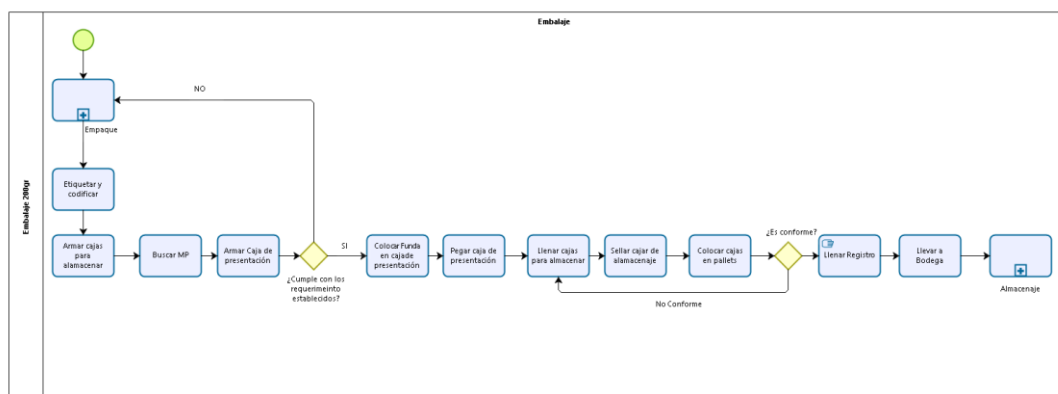 Embalaje
Embalaje 200gr
NO
Empaque
Etiquetar y
codificar
Armar cajas
para
alamacenar
Buscar MP
Armar Caja de
presentación
¿Cumple con los
requerimeinto
establecidos?
SI
Colocar Funda
en cajade
presentación
Pegar caja de
presentación
Llenar cajas
para almacenar
Sellar cajar de
alamacenaje
Colocar cajas
en pallets
¿Es conforme?
No Conforme
Llenar Registro
Llevar a
Bodega
Almacenaje